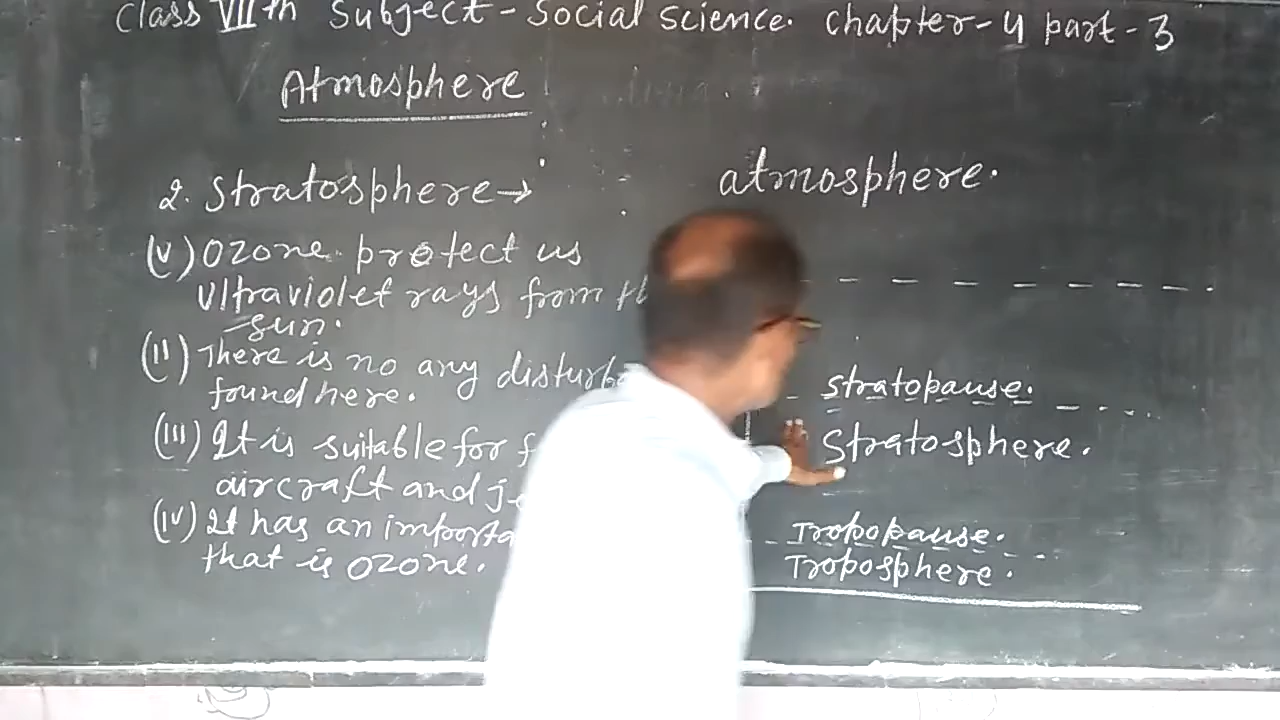 Class VIIth Subject - Social Science. Chapter-4 part-3
Atmosphere
2. Stratosphere→
(v) Ozone protect us
ultraviolet rays from
sun.
(II) There is no any
found here.
(III) It is suitable for
aircraft and
(IV) It has an
that is ozone.
atmosphere.
stratopause.
Stratosphere.
Tropopause.
Troposphere.